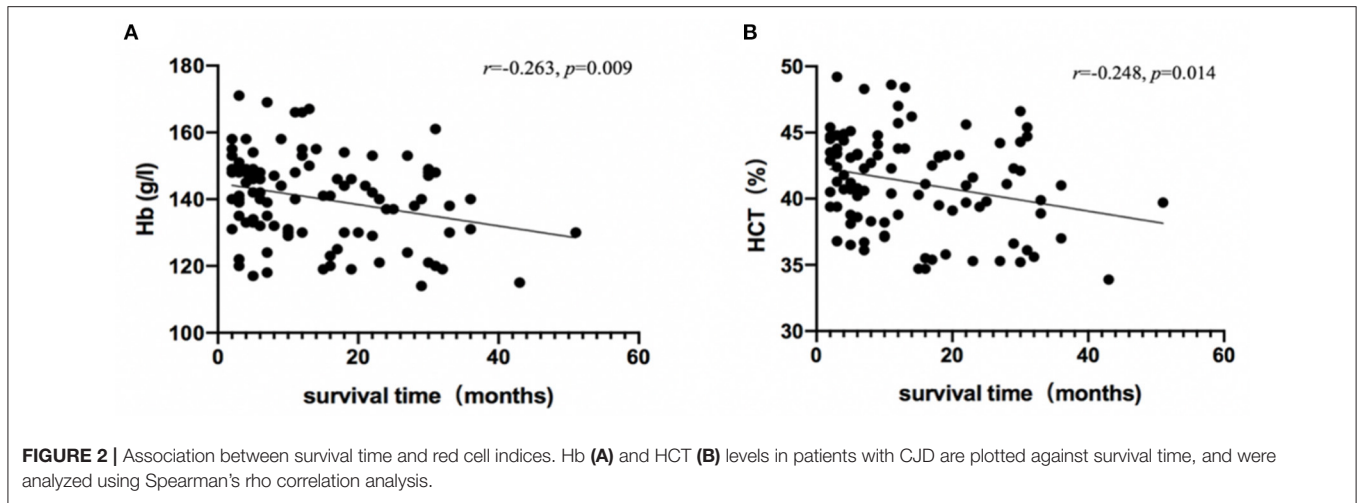 A
r=-0.263, p=0.009
180
160
140
120
100
Hb (g/l)
0 20 40 60
survival time（months)
B
r=-0.248, p=0.014
50
45
40
35
30
HCT（%)
0 20 40 60
survival time（months)
FIGURE 2 | Association between survival time and red cell indices. Hb (A) and HCT (B) levels in patients with CJD are plotted against survival time, and were
analyzed using Spearman's rho correlation analysis.